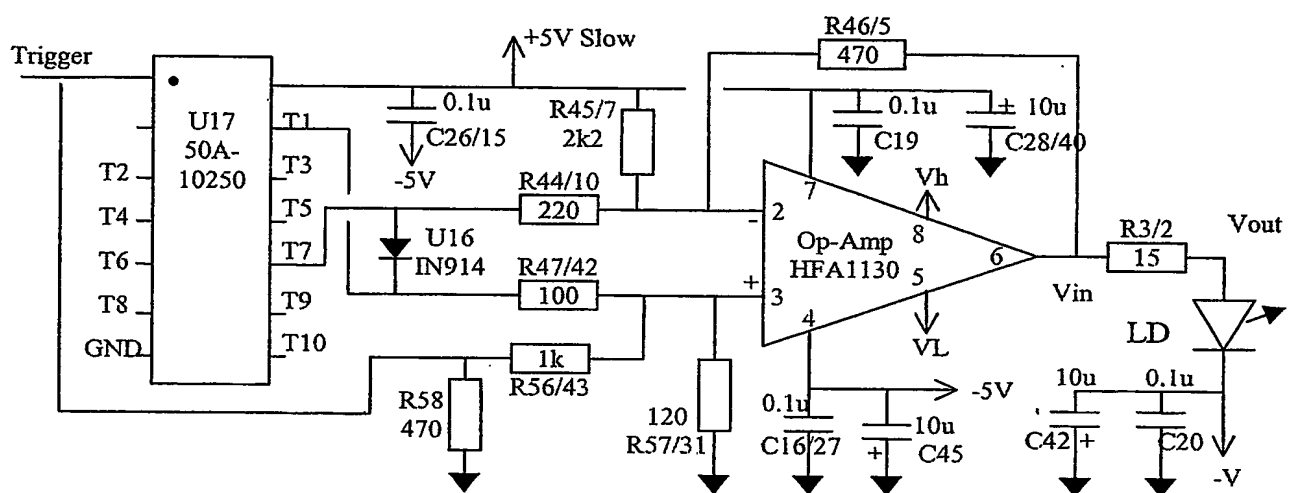 Trigger
U17
50A-
10250
T1
T3
T5
T7
T9
T10
T2
T4
T6
T8
GND
+5V Slow
0.1u
C26/15
-5V
R45/7
2k2
R44/10
220
U16
IN914
R47/42
100
1k
R56/43
R58
470
120
R57/31
R46/5
470
0.1u
C19
± 10u
C28/40
2
-
+
3
7
Vh
8
Op-Amp
HFA1130
6
5
4
VL
-5V
0.1u
C16/27
10u
+ C45
Vin
R3/2
15
Vout
LD
10u
C42 +
0.1u
C20
-V